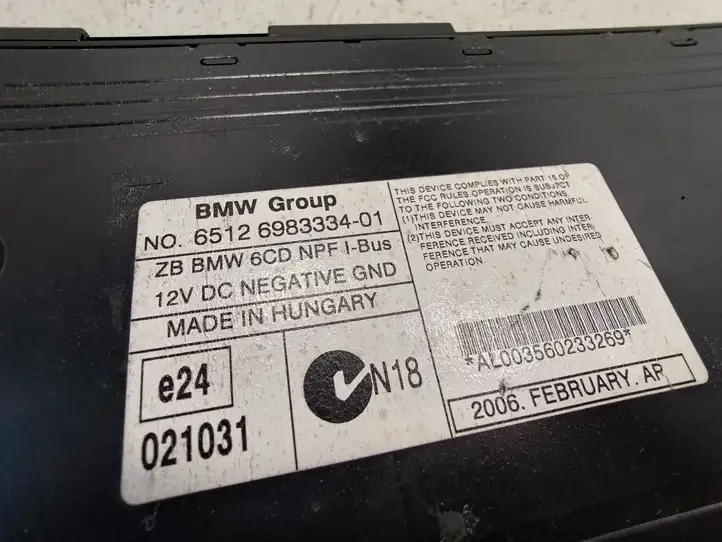 BMW Group
NO. 6512 6983334-01
ZB BMW 6CD NPF I-Bus
12V DC NEGATIVE GND
MADE IN HUNGARY
e24
021031
N18
THIS DEVICE COMPLIES WITH PART 15 OF
THE FCC RULES OPERATION IS SUBJECT
TO THE FOLLOWING TWO CONDITIONS.
(1)THIS DEVICE MAY NOT CAUSE HARMFUL
INTERFERENCE.
(2)THIS DEVICE MUST ACCEPT ANY INTER
FERENCE RECEIVED INCLUDING INTER-
FERENCE THAT MAY CAUSE UNDESIRED
OPERATION.
*AL003560233269*
2006. FEBRUARY. AP